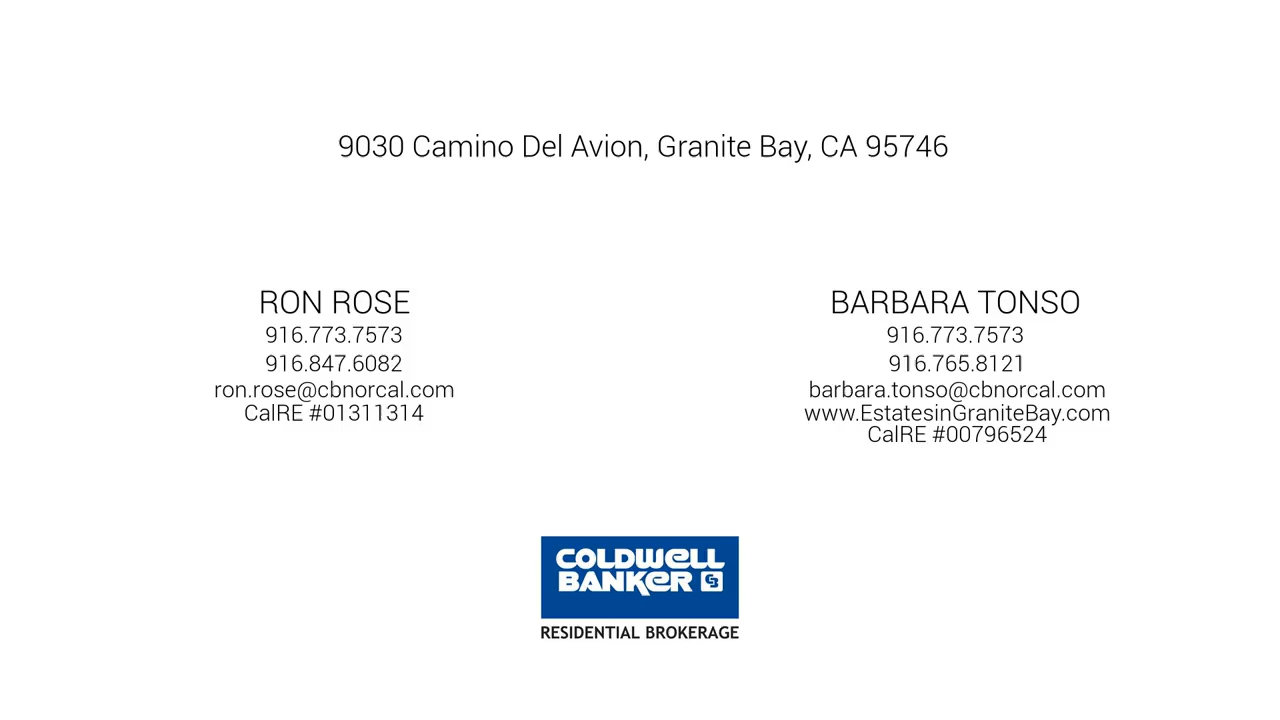 9030 Camino Del Avion, Granite Bay, CA 95746
RON ROSE
916.773.7573
916.847.6082
ron.rose@cbnorcal.com
CalRE #01311314
BARBARA TONSO
916.773.7573
916.765.8121
barbara.tonso@cbnorcal.com
www.EstatesinGraniteBay.com
CalRE #00796524
COLDWELL
BANKER CB
RESIDENTIAL BROKERAGE